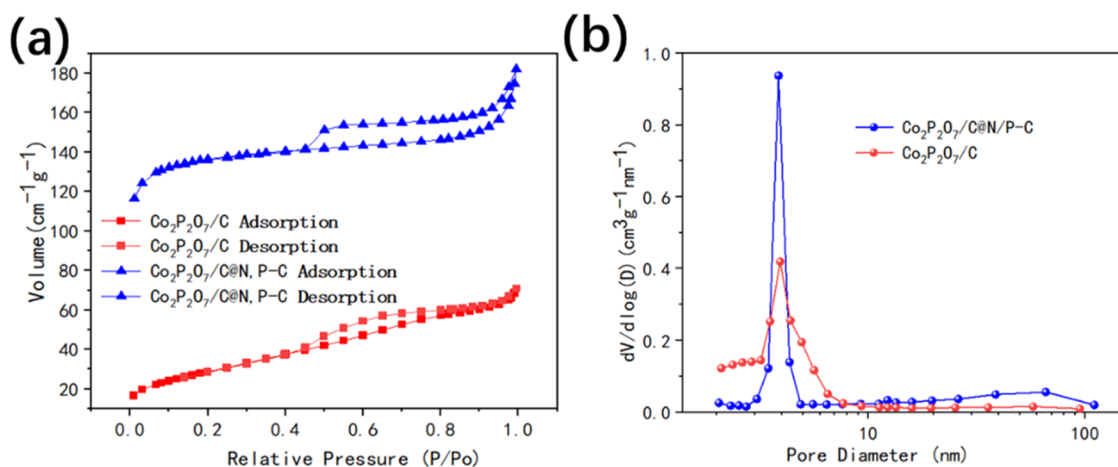 (a)
Volume(cm⁻¹g⁻¹)
180
160
140
120
100
80
60
40
20
Co₂P₂O₇/C Adsorption
Co₂P₂O₇/C Desorption
Co₂P₂O₇/C@N,P-C Adsorption
Co₂P₂O₇/C@N,P-C Desorption
0.0 0.2 0.4 0.6 0.8 1.0
Relative Pressure (P/Po)
(b)
dV/dlog(D)(cm³g⁻¹nm⁻¹)
1.0
0.8
0.6
0.4
0.2
0.0
Co₂P₂O₇/C@N/P-C
Co₂P₂O₇/C
10 100
Pore Diameter (nm)